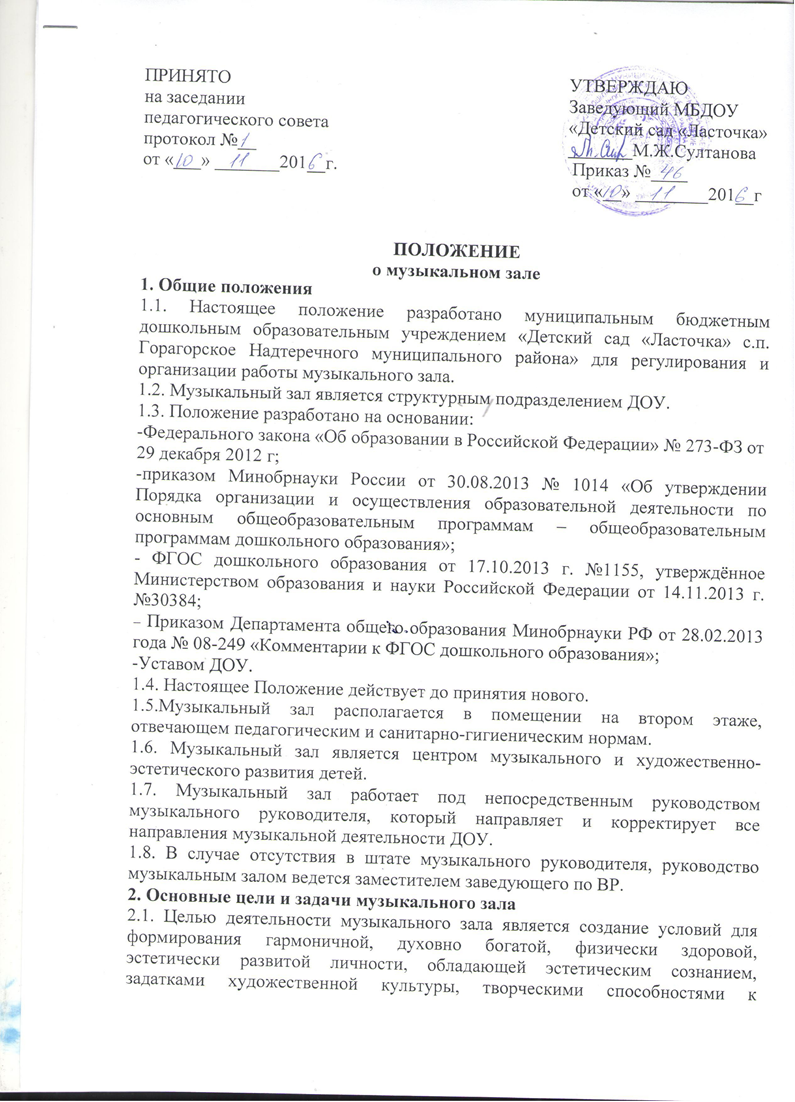 ПРИНЯТО
на заседании
педагогического совета
протокол №1
от «10» 11 2016г.
УТВЕРЖДАЮ
Заведующий МБДОУ
«Детский сад «Ласточка»
М.Ж.Султанова
Приказ № 46
от «10» 11 2016 г
ПОЛОЖЕНИЕ
о музыкальном зале
1. Общие положения
1.1. Настоящее положение разработано муниципальным бюджетным
дошкольным образовательным учреждением «Детский сад «Ласточка» с.п.
Горагорское Надтеречного муниципального района» для регулирования и
организации работы музыкального зала.
1.2. Музыкальный зал является структурным подразделением ДОУ.
1.3. Положение разработано на основании:
-Федерального закона «Об образовании в Российской Федерации» № 273-ФЗ от
29 декабря 2012 г;
-приказом Минобрнауки России от 30.08.2013 № 1014 «Об утверждении
Порядка организации и осуществления образовательной деятельности по
основным общеобразовательным программам – общеобразовательным
программам дошкольного образования»;
- ФГОС дошкольного образования от 17.10.2013 г. №1155, утверждённое
Министерством образования и науки Российской Федерации от 14.11.2013 г.
№30384;
– Приказом Департамента общего образования Минобрнауки РФ от 28.02.2013
года № 08-249 «Комментарии к ФГОС дошкольного образования»;
-Уставом ДОУ.
1.4. Настоящее Положение действует до принятия нового.
1.5.Музыкальный зал располагается в помещении на втором этаже,
отвечающем педагогическим и санитарно-гигиеническим нормам.
1.6. Музыкальный зал является центром музыкального и художественно-
эстетического развития детей.
1.7. Музыкальный зал работает под непосредственным руководством
музыкального руководителя, который направляет и корректирует все
направления музыкальной деятельности ДОУ.
1.8. В случае отсутствия в штате музыкального руководителя, руководство
музыкальным залом ведется заместителем заведующего по ВР.
2. Основные цели и задачи музыкального зала
2.1. Целью деятельности музыкального зала является создание условий для
формирования гармоничной, духовно богатой, физически здоровой,
эстетически развитой личности, обладающей эстетическим сознанием,
задатками художественной культуры, творческими способностями к